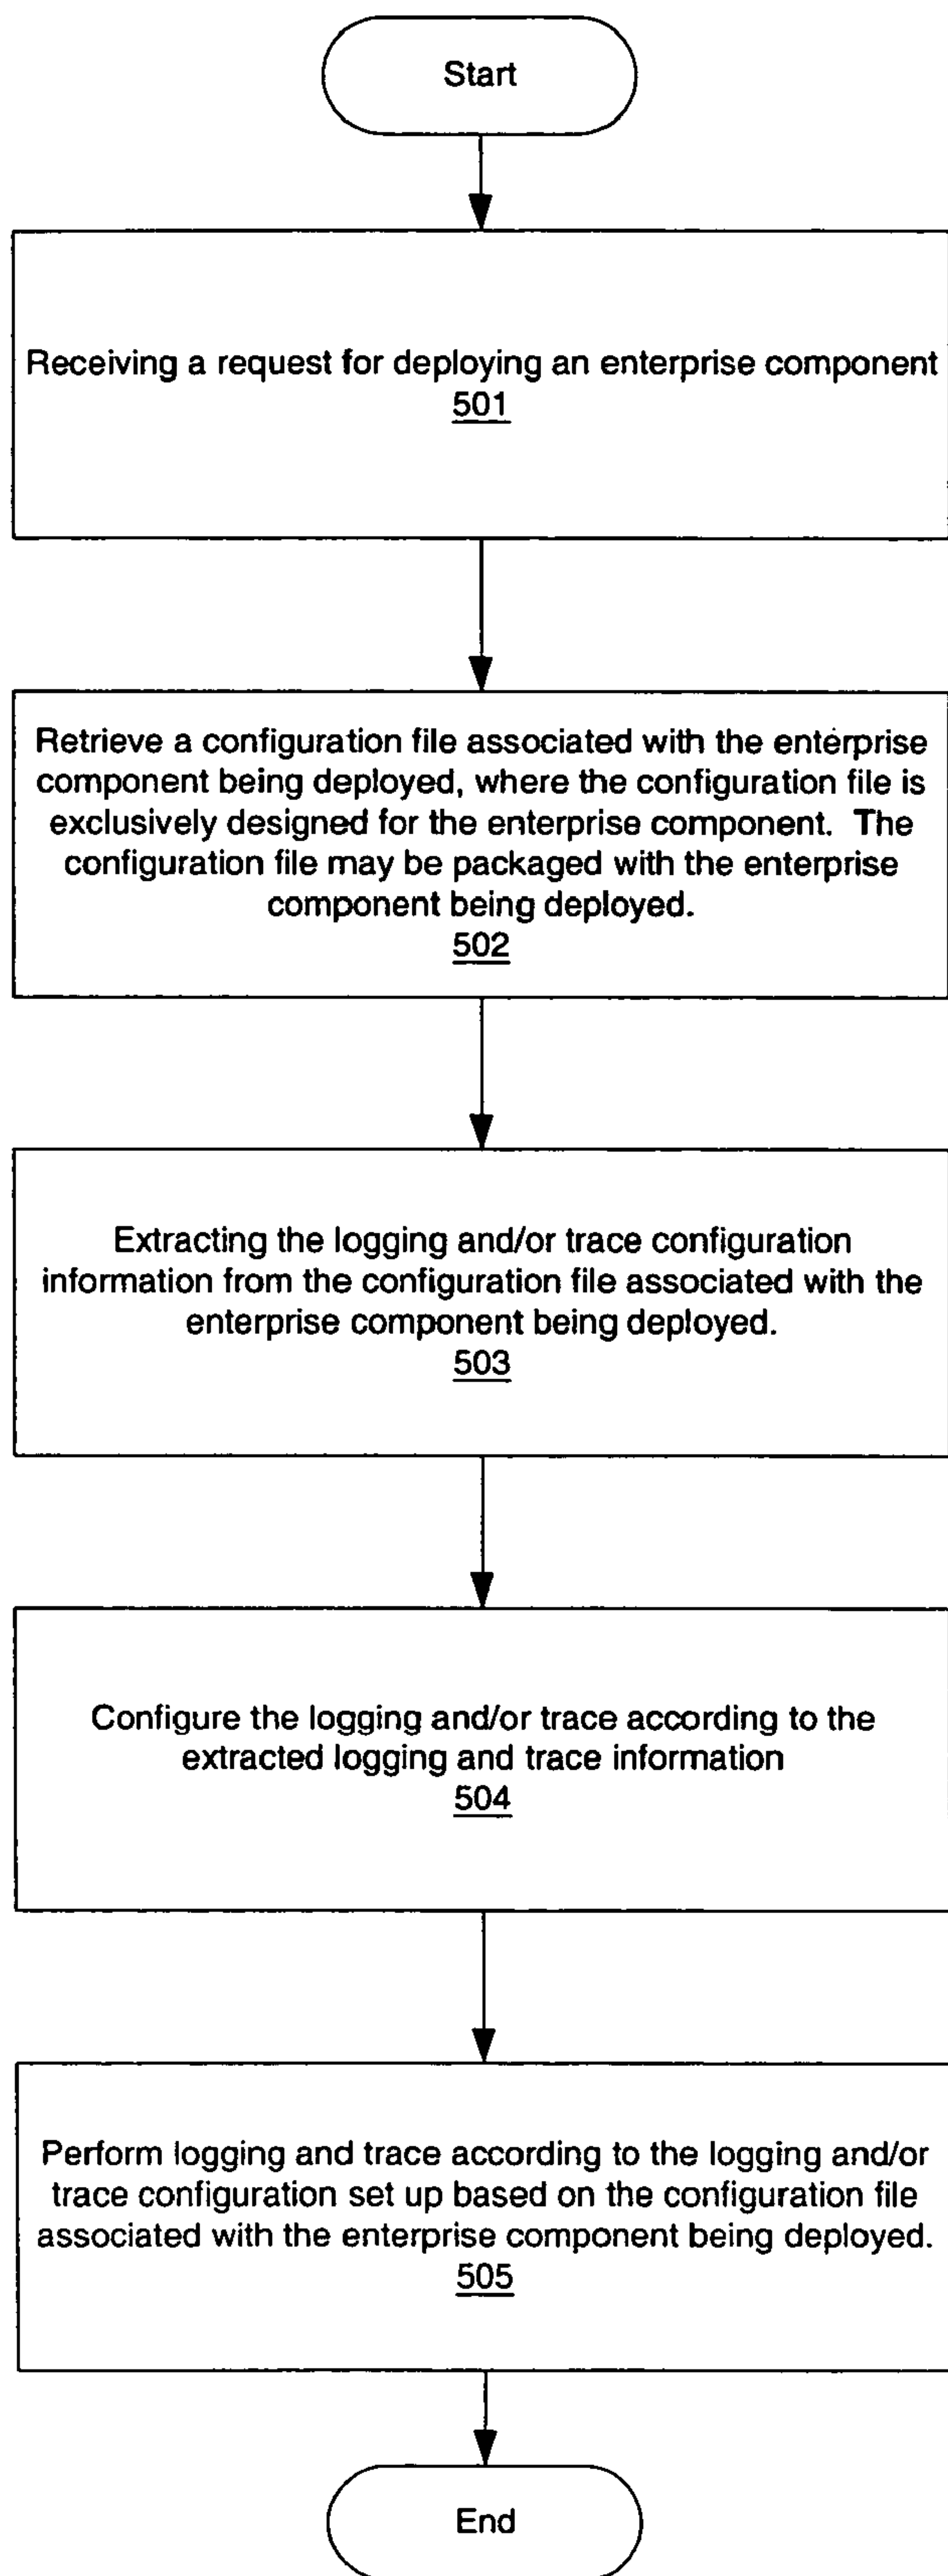 Start
Receiving a request for deploying an enterprise component
501
Retrieve a configuration file associated with the enterprise
component being deployed, where the configuration file is
exclusively designed for the enterprise component.  The
configuration file may be packaged with the enterprise
component being deployed.
502
Extracting the logging and/or trace configuration
information from the configuration file associated with the
enterprise component being deployed.
503
Configure the logging and/or trace according to the
extracted logging and trace information
504
Perform logging and trace according to the logging and/or
trace configuration set up based on the configuration file
associated with the enterprise component being deployed.
505
End